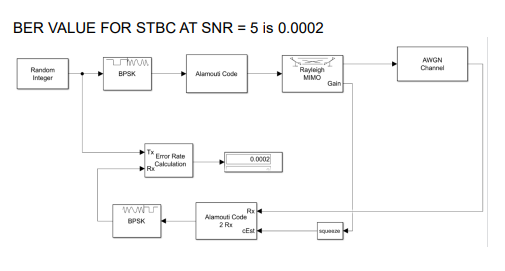 BER VALUE FOR STBC AT SNR = 5 is 0.0002
Random
Integer
BPSK
Alamouti Code
Rayleigh
MIMO
Gain
AWGN
Channel
Tx
Error Rate
Calculation
Rx
0.0002
BPSK
Rx
Alamouti Code
2 Rx
cEst
squeeze